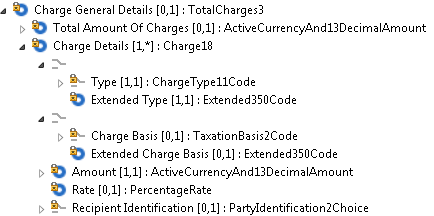 Charge General Details [0,1] : TotalCharges3
Total Amount Of Charges [0,1] : ActiveCurrencyAnd13DecimalAmount
Charge Details [1,*] : Charge18
Type [1,1] : ChargeType11Code
Extended Type [1,1] : Extended350Code
Charge Basis [0,1] : TaxationBasis2Code
Extended Charge Basis [0,1] : Extended350Code
Amount [1,1] : ActiveCurrencyAnd13DecimalAmount
Rate [0,1] : PercentageRate
Recipient Identification [0,1] : PartyIdentification2Choice